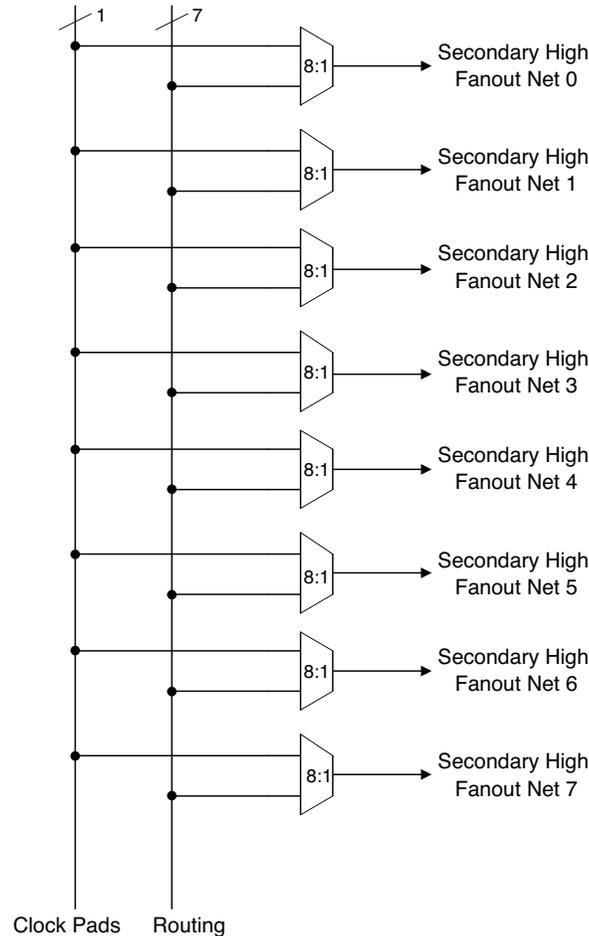 1
7
8:1
Secondary High
Fanout Net 0
8:1
Secondary High
Fanout Net 1
8:1
Secondary High
Fanout Net 2
8:1
Secondary High
Fanout Net 3
8:1
Secondary High
Fanout Net 4
8:1
Secondary High
Fanout Net 5
8:1
Secondary High
Fanout Net 6
8:1
Secondary High
Fanout Net 7
Clock Pads
Routing